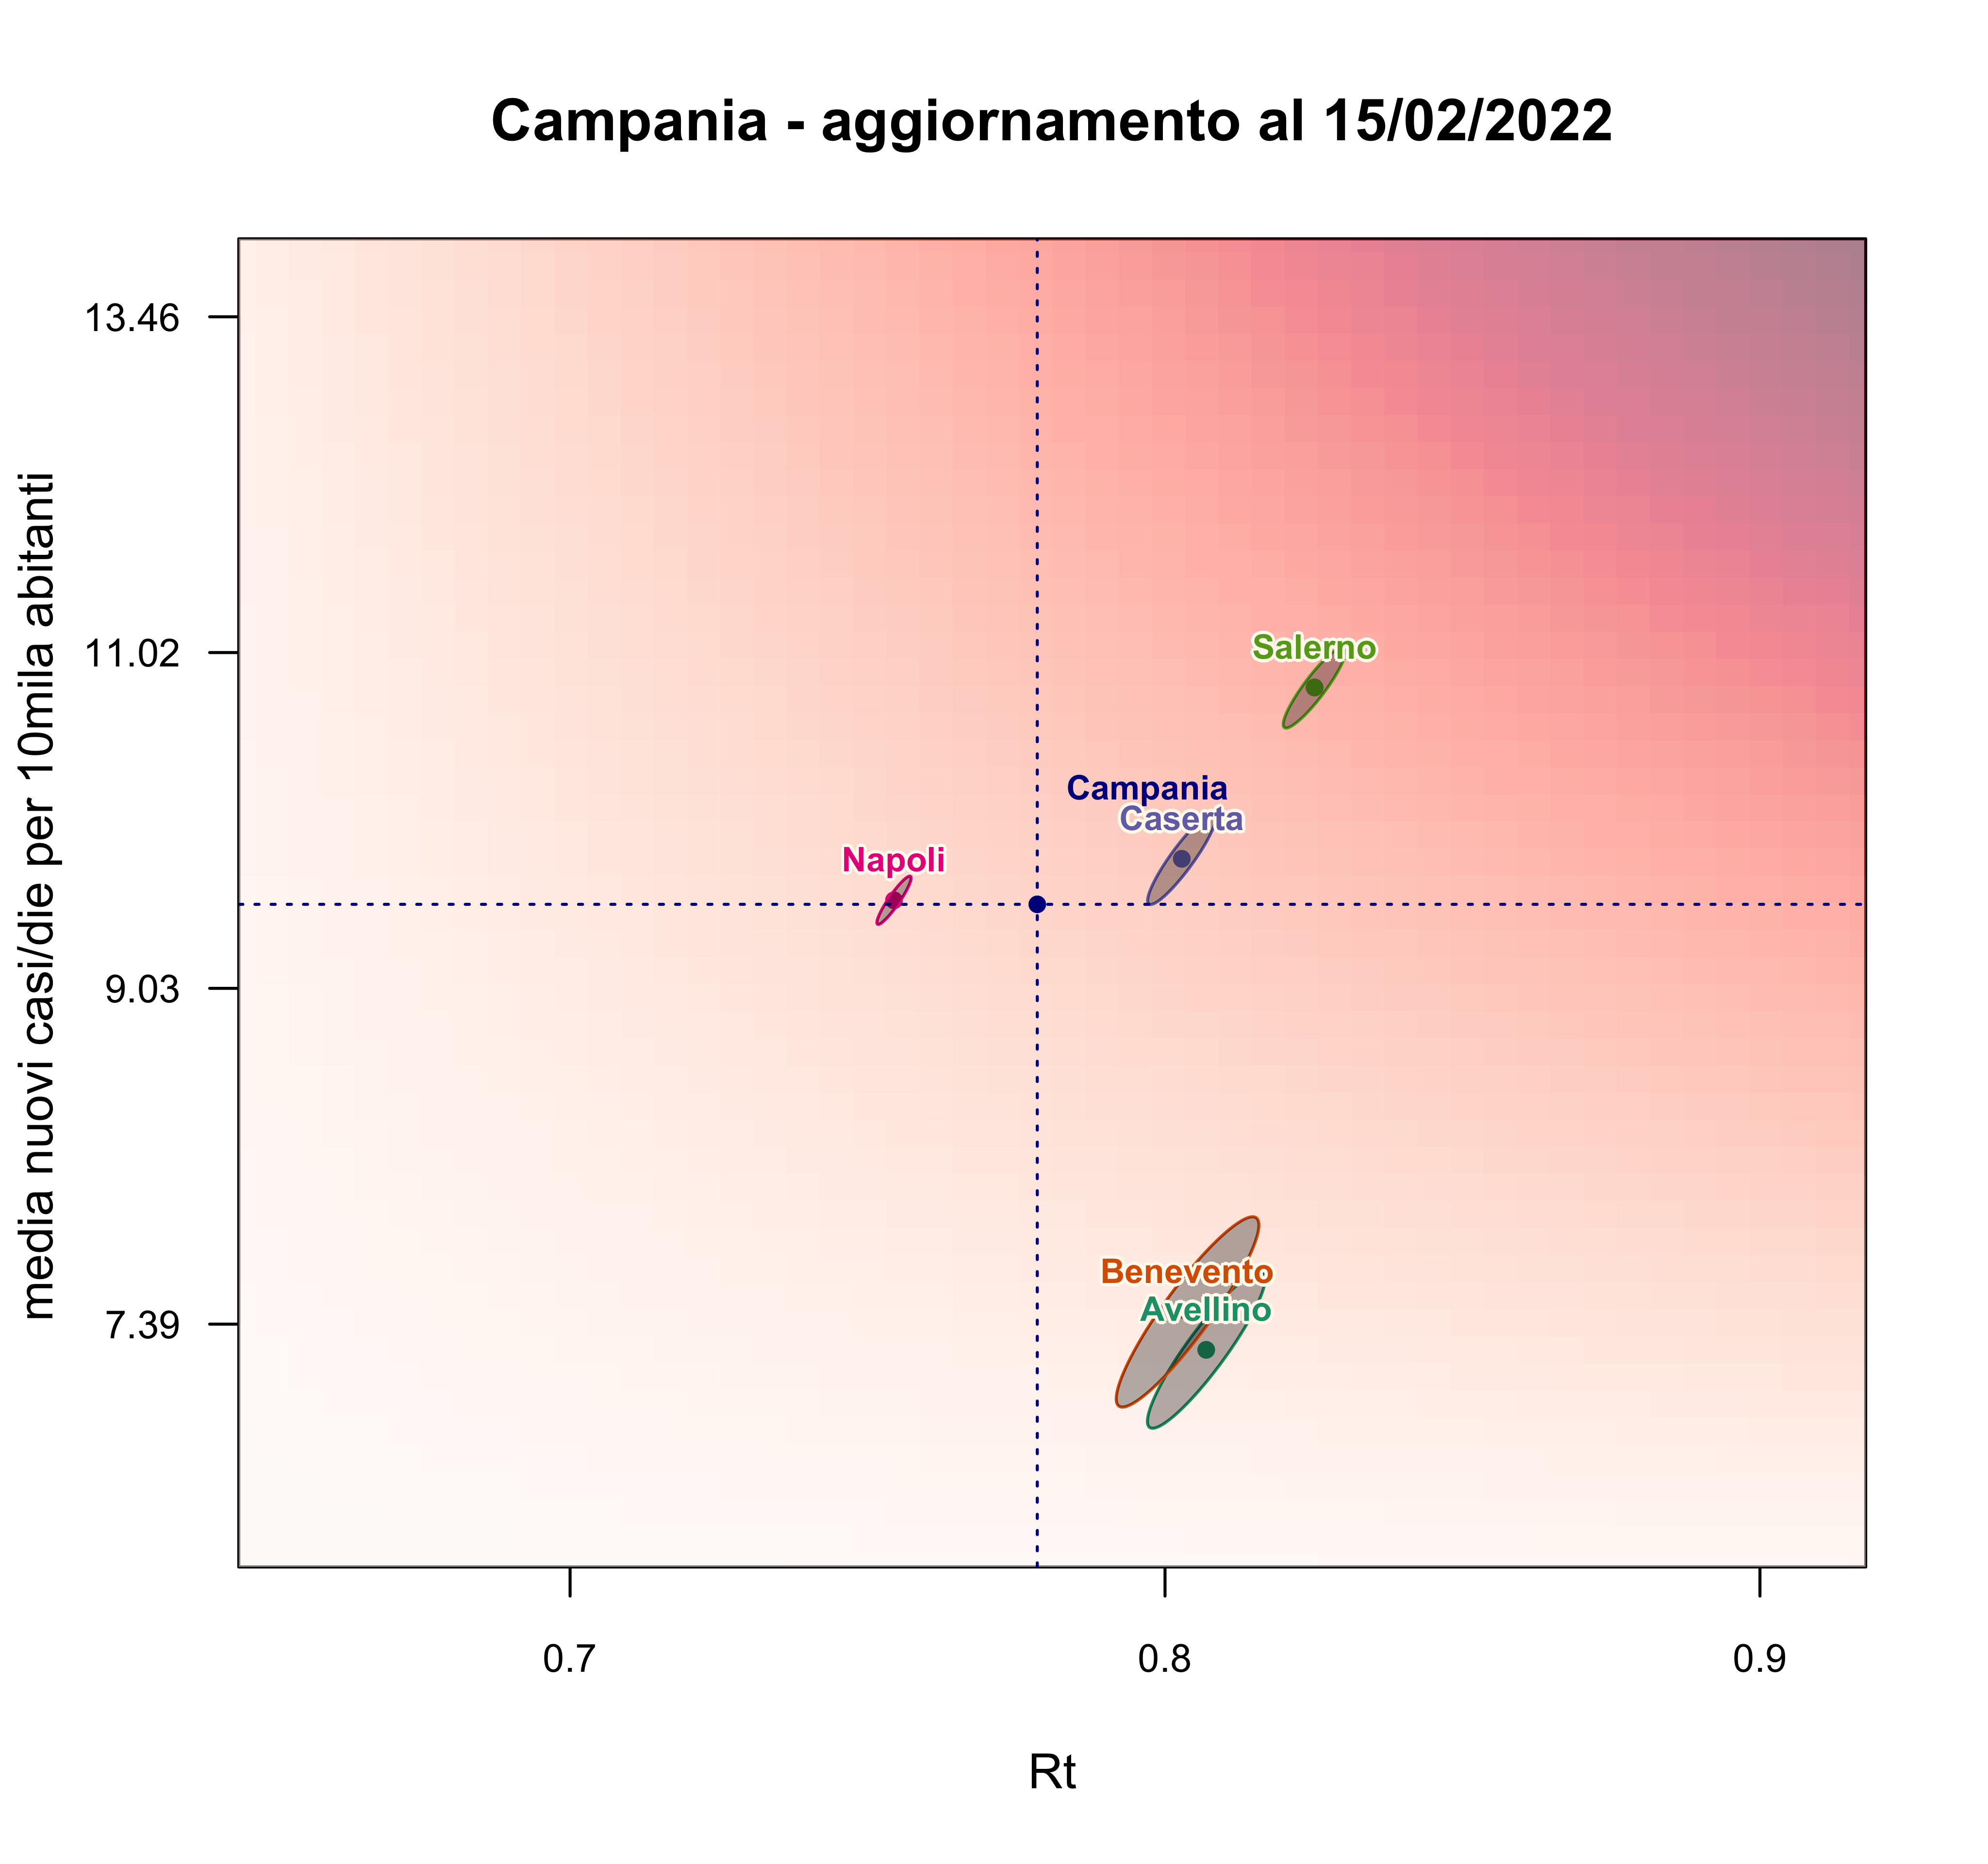 Campania - aggiornamento al 15/02/2022
media nuovi casi/die per 10mila abitanti
13.46
11.02
9.03
7.39
Salerno
Campania
Caserta
Napoli
Benevento
Avellino
0.7
0.8
0.9
Rt